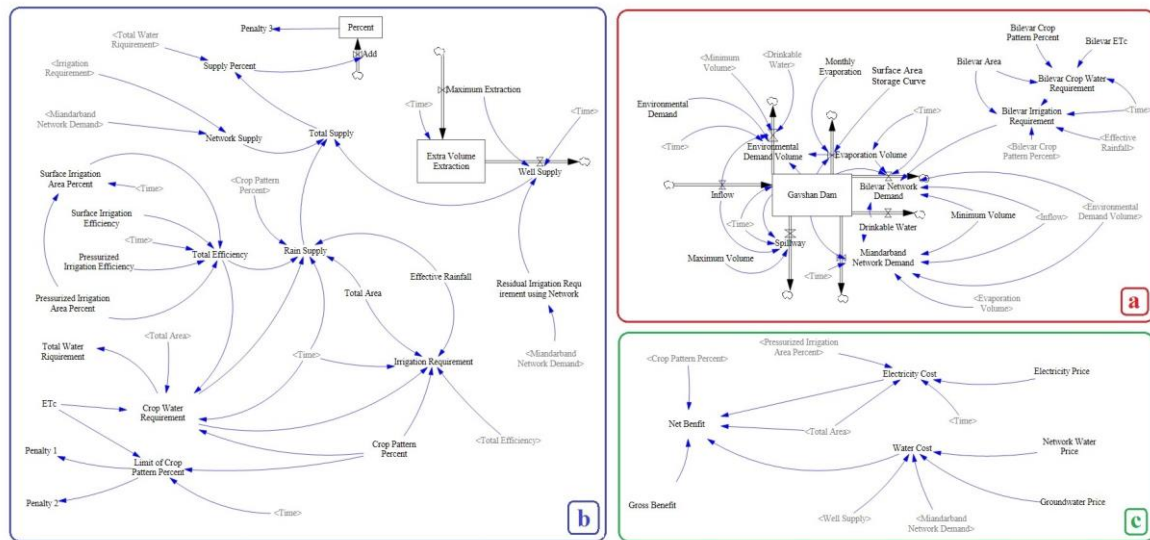 Penalty 3
Percent
<Total Water
Riquirement>
Add
Supply Percent
<Irrigation
Requirement>
Maximum Extraction
<Time>
<Time>
<Miandarband
Network Demand>
Network Supply
Total Supply
Extra Volume
Extraction
Well Supply
Surface Irrigation
Area Percent
<Time>
<Crop Pattern
Percent>
Surface Irrigation
Efficiency
<Time>
Total Efficiency
Rain Supply
Pressurized
Irrigation Efficiency
Effective Rainfall
Residual Irrigation Requ
irement using Network
Total Area
Pressurized Irrigation
Area Percent
<Total Area>
Total Water
Riquirement
<Time>
Irrigation Requirement
<Miandarband
Network Demand>
ETc
Crop Water
Requirement
<Total Efficiency>
Crop Pattern
Percent
Penalty 1
Limit of Crop
Pattern Percent
Penalty 2
<Time>
b
Bilevar Crop
Pattern Percent
Bilevar ETc
<Minimum
Volume>
<Drinkable
Water>
Monthly
Evaporation
Surface Area
Storage Curve
Bilevar Area
Bilevar Crop Water
Requirement
Environmental
Demand
<Time>
<Time>
Bilevar Irrigation
Requirement
<Time>
Environmental
Demand Volume
Evaporation Volume
<Bilevar Crop
Pattern Percent>
<Effective
Rainfall>
Inflow
Gavshan Dam
Bilevar Network
Demand
<Time>
Minimum Volume
<Inflow>
<Environmental
Demand Volume>
Drinkable Water
Spillway
Maximum Volume
<Time>
Miandarband
Network Demand
<Evaporation
Volume>
a
<Pressurized Irrigation
Area Percent>
<Crop Pattern Percent>
Electricity Cost
Electricity Price
Net Benfit
<Total Area>
<Time>
Water Cost
Network Water
Price
Gross Benefit
Groundwater Price
<Well Supply>
<Miandarband
Network Demand>
c